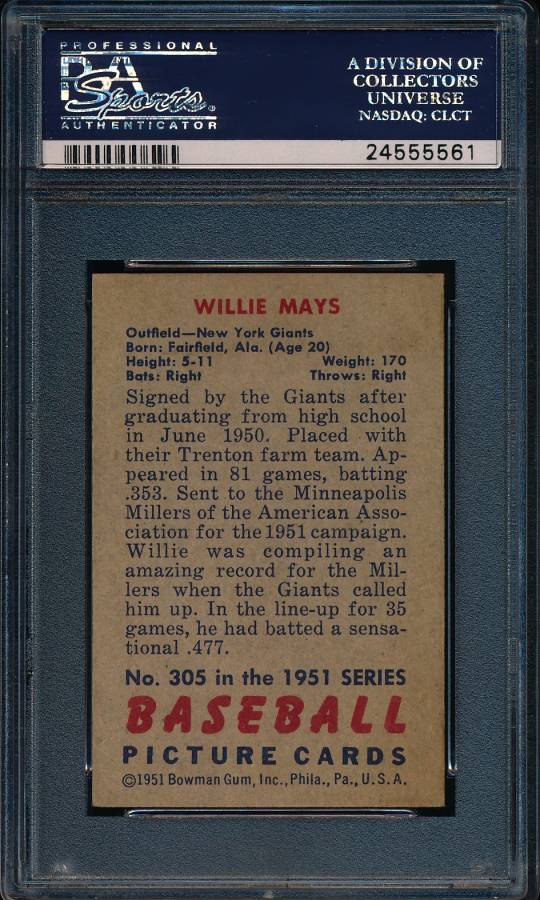 PROFESSIONAL
PSA
Sports
AUTHENTICATOR
A DIVISION OF
COLLECTORS
UNIVERSE
NASDAQ: CLCT
24555561
WILLIE MAYS
Outfield—New York Giants
Born: Fairfield, Ala. (Age 20)
Height: 5-11 Weight: 170
Bats: Right Throws: Right
Signed by the Giants after
graduating from high school
in June 1950. Placed with
their Trenton farm team. Ap-
peared in 81 games, batting
.353. Sent to the Minneapolis
Millers of the American Asso-
ciation for the 1951 campaign.
Willie was compiling an
amazing record for the Mil-
lers when the Giants called
him up. In the line-up for 35
games, he had batted a sensa-
tional .477.
No. 305 in the 1951 SERIES
BASEBALL
PICTURE CARDS
©1951 Bowman Gum, Inc., Phila., Pa., U.S.A.